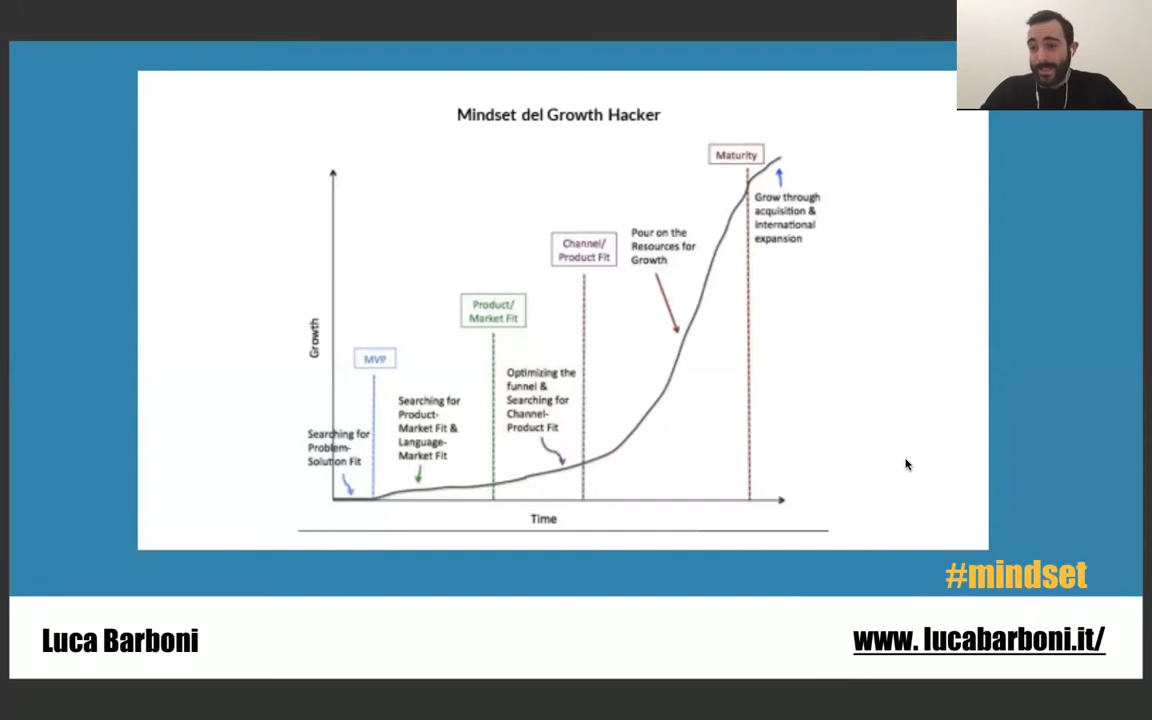 Mindset del Growth Hacker
Maturity
Grow through
acquisition &
international
expansion
Pour on the
Resources for
Growth
Channel/
Product Fit
Product/
Market Fit
Growth
MVP
Optimizing the
funnel &
Searching for
Channel-
Product Fit
Searching for
Product-
Market Fit &
Language-
Market Fit
Searching for
Problem-
Solution Fit
Time
#mindset
Luca Barboni
www. lucabarboni.it/